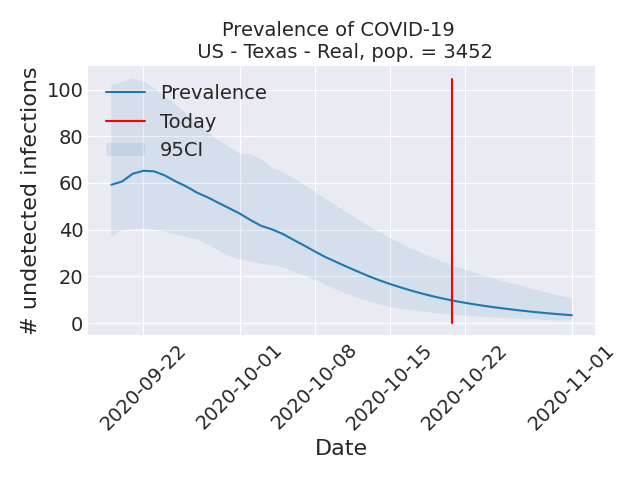 Prevalence of COVID-19
US - Texas - Real, pop. = 3452
# undetected infections
100
80
60
40
20
0
Prevalence
Today
95CI
2020-09-22
2020-10-01
2020-10-08
2020-10-15
2020-10-22
2020-11-01
Date